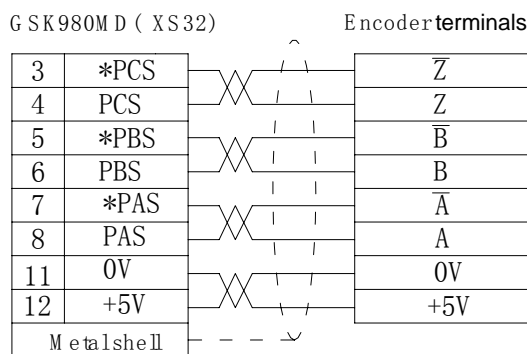 GSK980MD(XS32) Encoder terminals
3 *PCS Z̅
4 PCS Z
5 *PBS B̅
6 PBS B
7 *PAS A̅
8 PAS A
11 0V 0V
12 +5V +5V
Metalshell